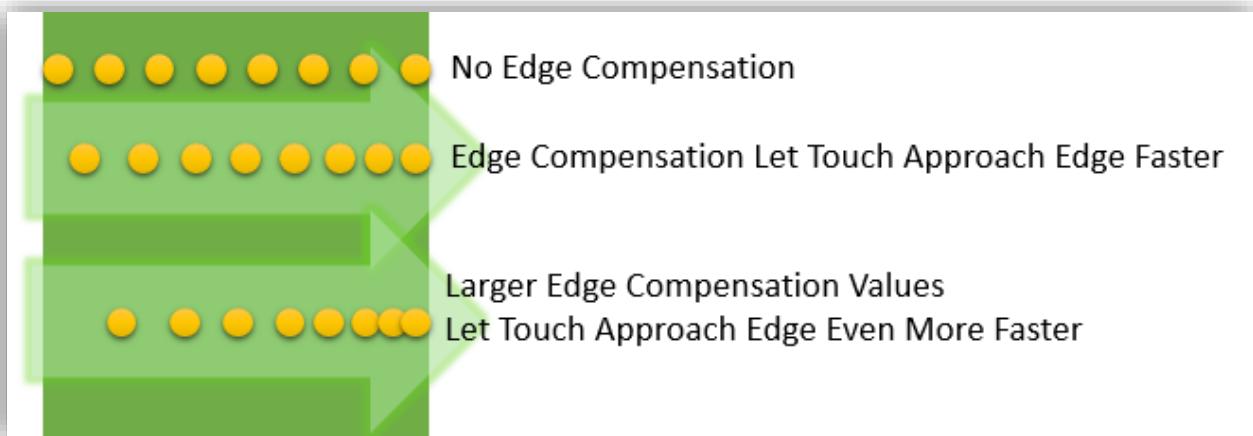 No Edge Compensation
Edge Compensation Let Touch Approach Edge Faster
Larger Edge Compensation Values
Let Touch Approach Edge Even More Faster